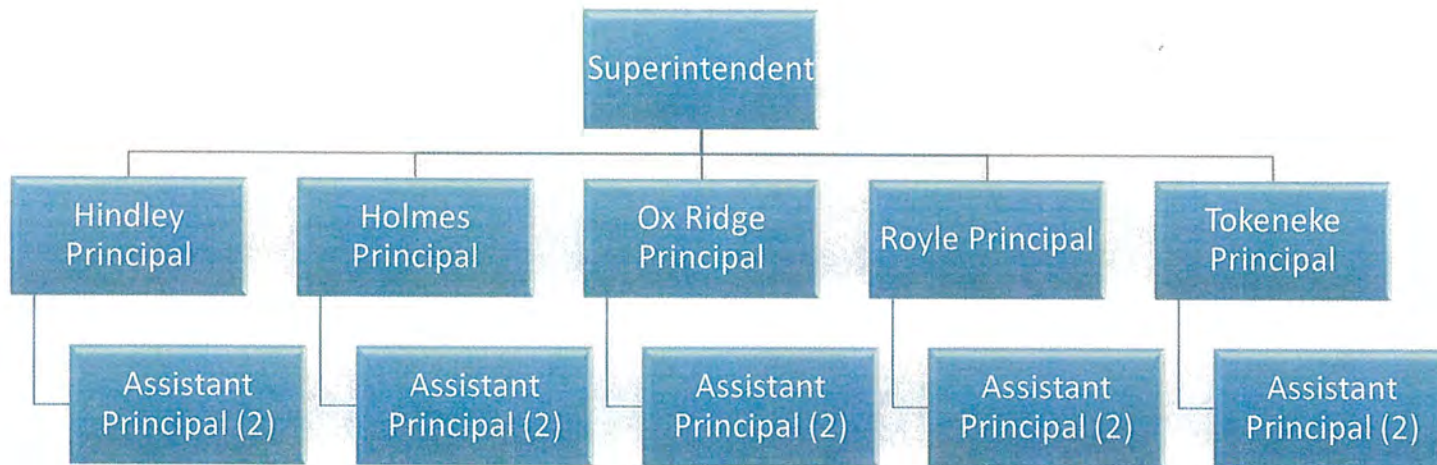 Superintendent
Hindley
Principal
Holmes
Principal
Ox Ridge
Principal
Royle Principal
Tokeneke
Principal
Assistant
Principal (2)
Assistant
Principal (2)
Assistant
Principal (2)
Assistant
Principal (2)
Assistant
Principal (2)